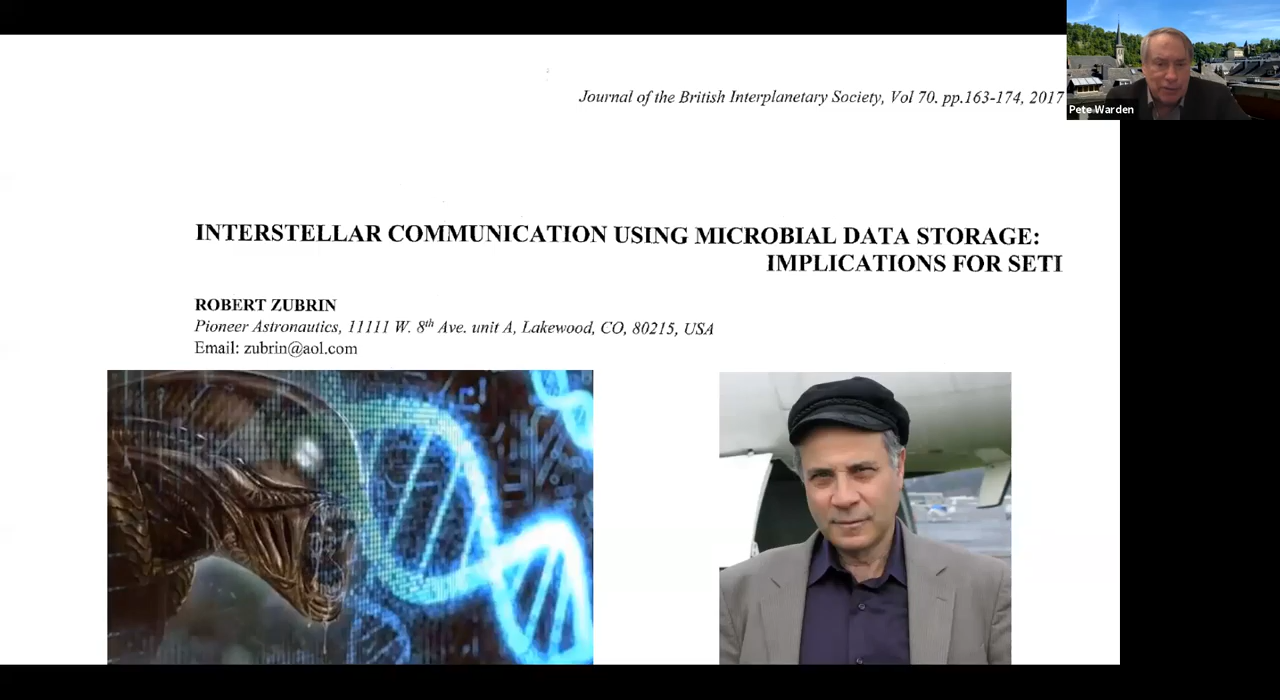 Journal of the British Interplanetary Society, Vol 70. pp.163-174, 2017
Pete Warden
INTERSTELLAR COMMUNICATION USING MICROBIAL DATA STORAGE:
IMPLICATIONS FOR SETI
ROBERT ZUBRIN
Pioneer Astronautics, 11111 W. 8th Ave. unit A, Lakewood, CO, 80215, USA
Email: zubrin@aol.com